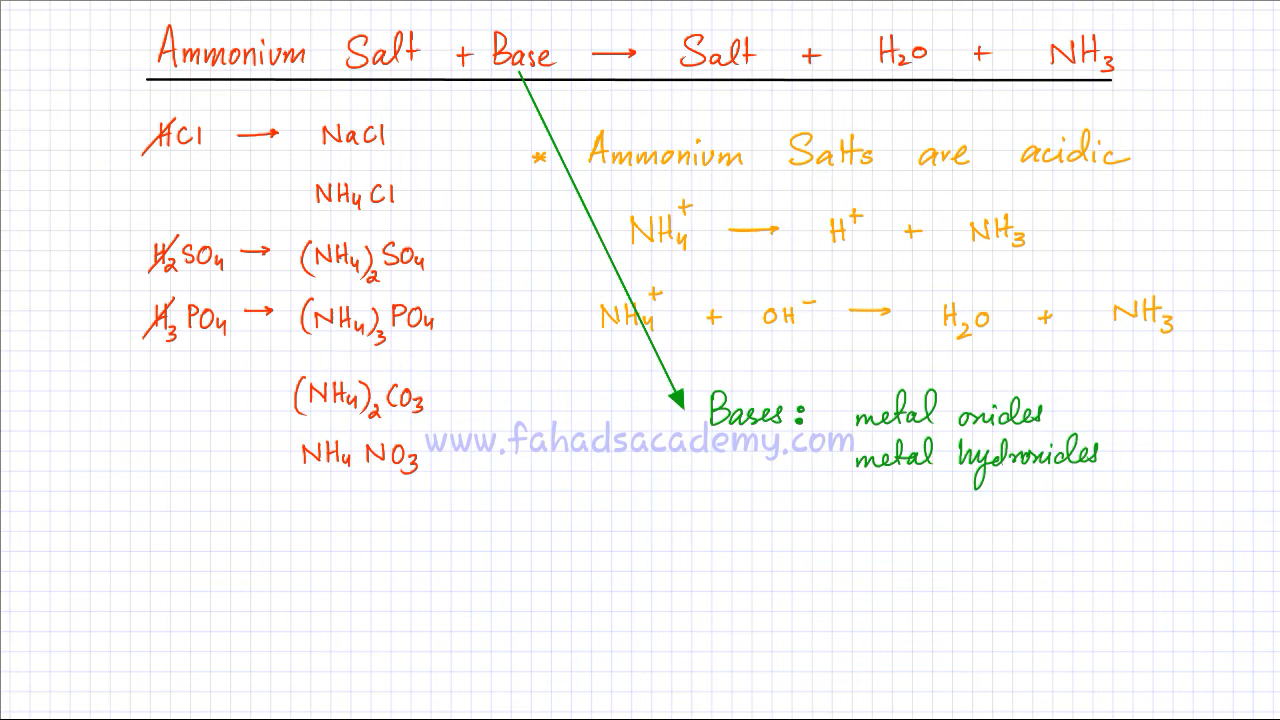 Ammonium Salt + Base → Salt + H₂O + NH₃
HCl → NaCl
NH₄Cl
H₂SO₄ → (NH₄)₂SO₄
H₃PO₄ → (NH₄)₃PO₄
(NH₄)₂CO₃
NH₄NO₃
* Ammonium Salts are acidic
NH₄⁺ → H⁺ + NH₃
NH₄⁺ + OH⁻ → H₂O + NH₃
Bases: metal oxides
metal hydroxides
www.fahadsacademy.com